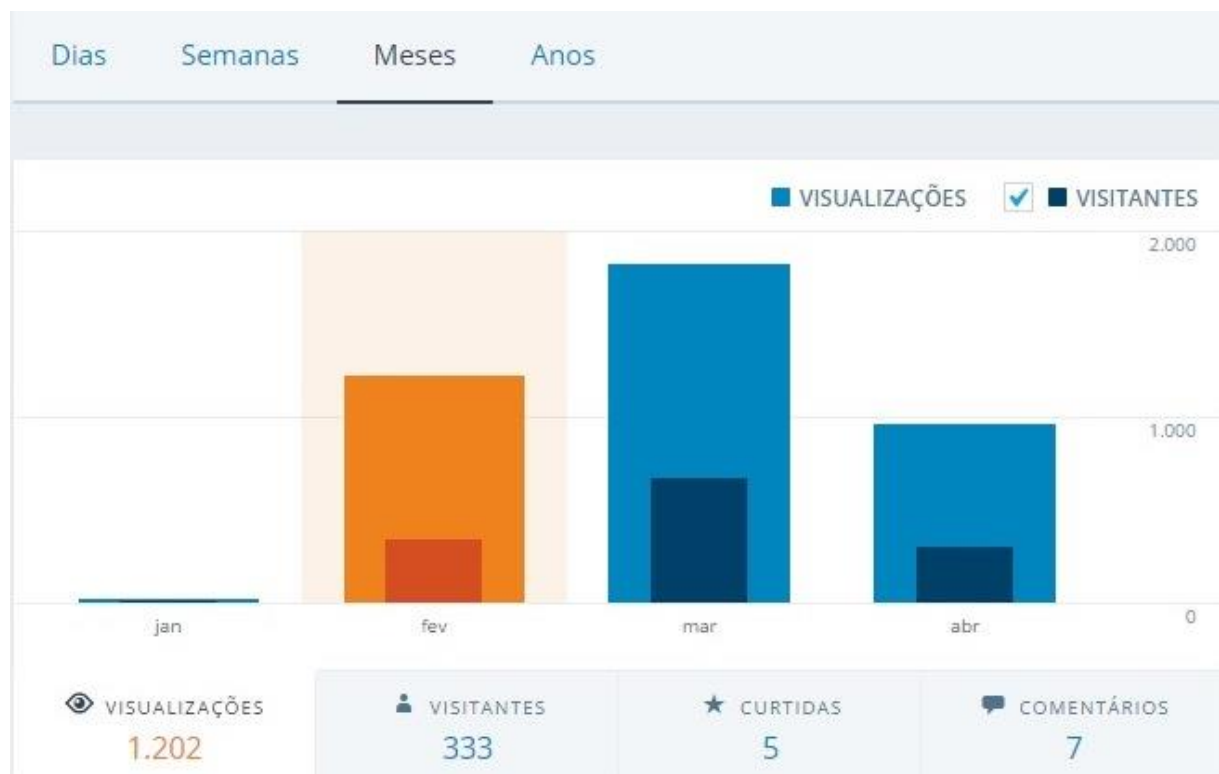 Dias Semanas Meses Anos
VISUALIZAÇÕES VISITANTES
2.000
1.000
0
jan fev mar abr
VISUALIZAÇÕES VISITANTES CURTIDAS COMENTÁRIOS
1.202 333 5 7